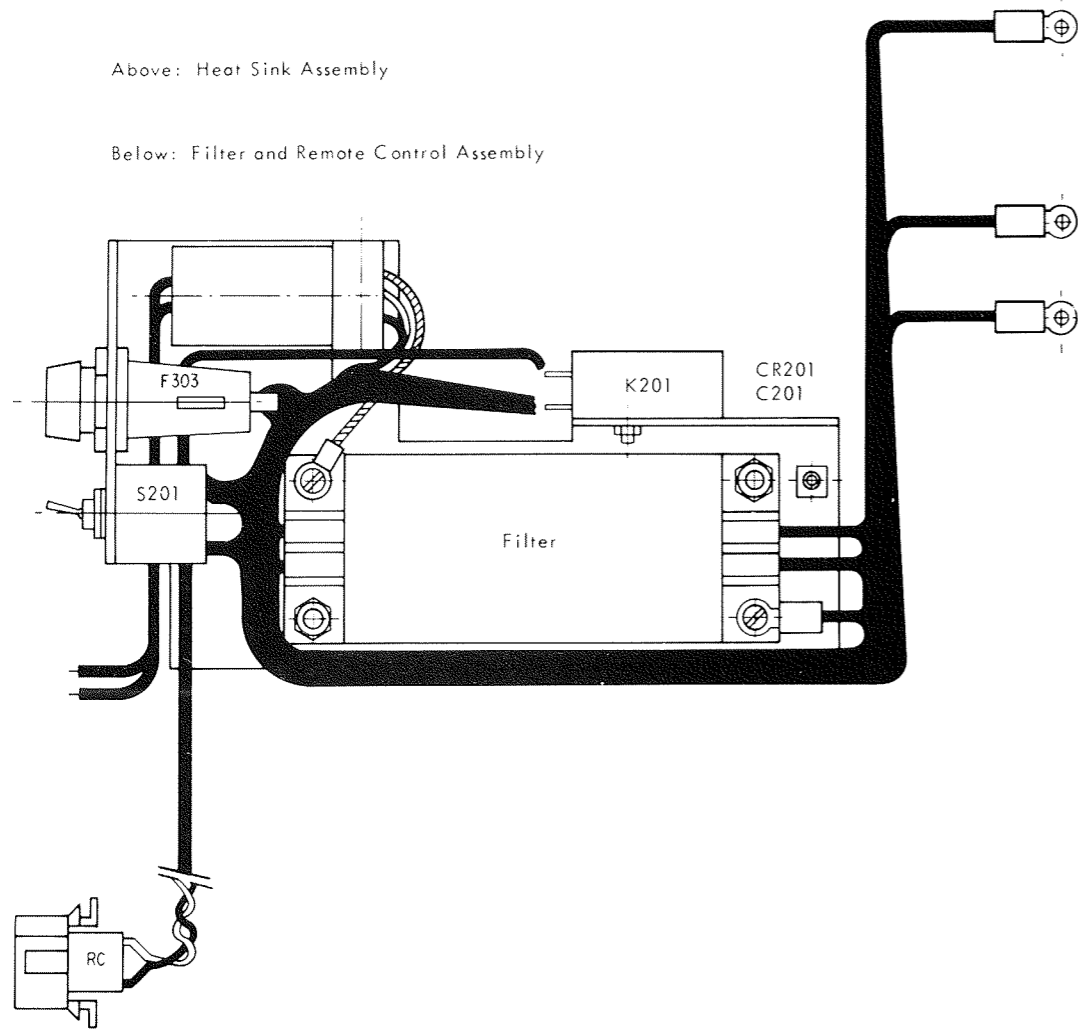 Above: Heat Sink Assembly
Below: Filter and Remote Control Assembly
F303
K201
CR201
C201
S201
Filter
RC